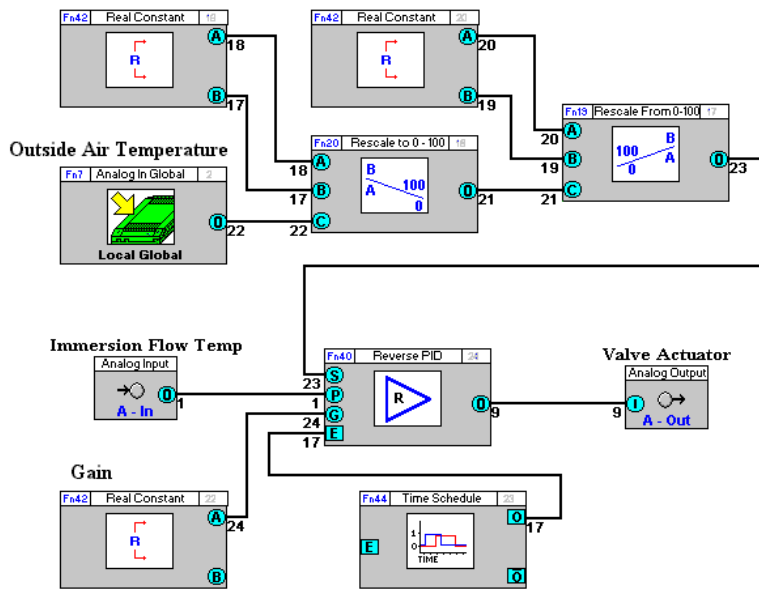 Fn42 Real Constant 19
A
18
R
B
17
Fn42 Real Constant 20
A
20
R
B
19
Fn19 Rescale From 0-100 17
A
20
B
19
C
21
100
0
B
A
O
23
Fn20 Rescale to 0 - 100 18
A
18
B
17
C
22
B
A
100
0
O
21
Outside Air Temperature
Fn7 Analog In Global 2
O
22
Local Global
Immersion Flow Temp
Analog Input
O
1
A - In
Fn40 Reverse PID 24
S
23
P
1
G
24
E
17
R
O
9
Valve Actuator
Analog Output
I
9
A - Out
Gain
Fn42 Real Constant 22
A
24
R
B
Fn44 Time Schedule 23
E
1
0
TIME
O
17
O